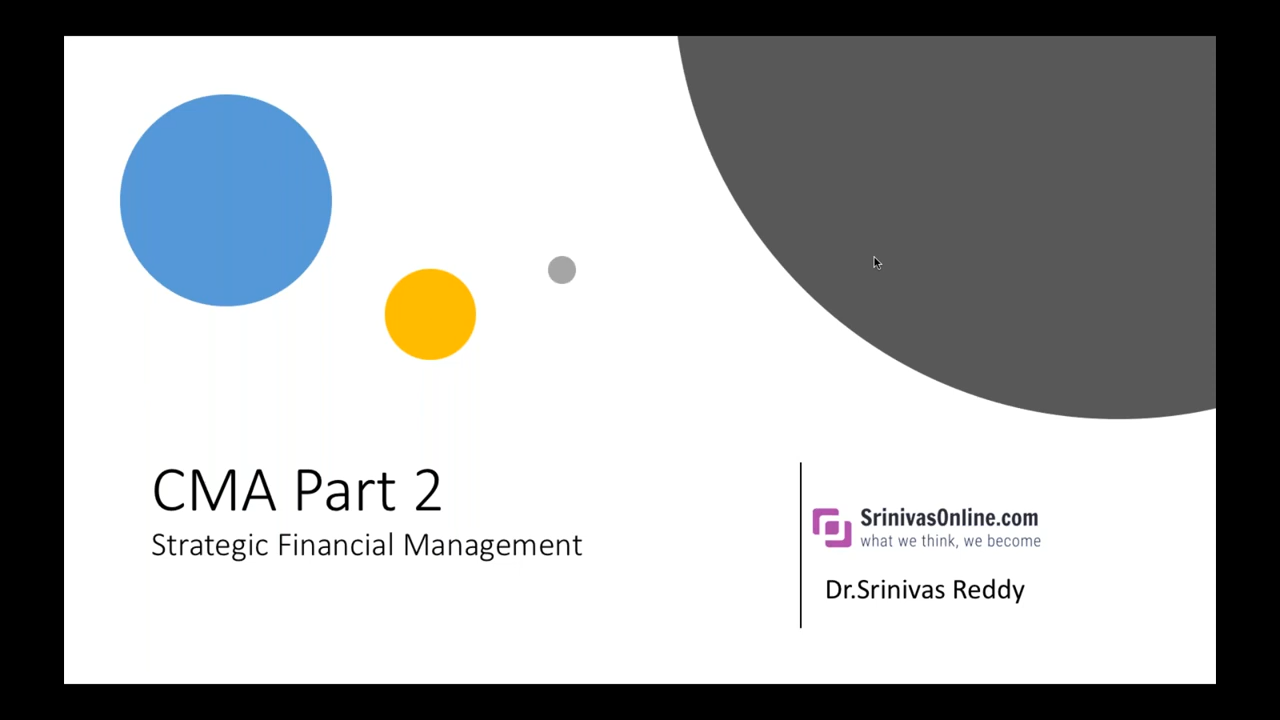 CMA Part 2
Strategic Financial Management
SrinivasOnline.com
what we think, we become
Dr.Srinivas Reddy